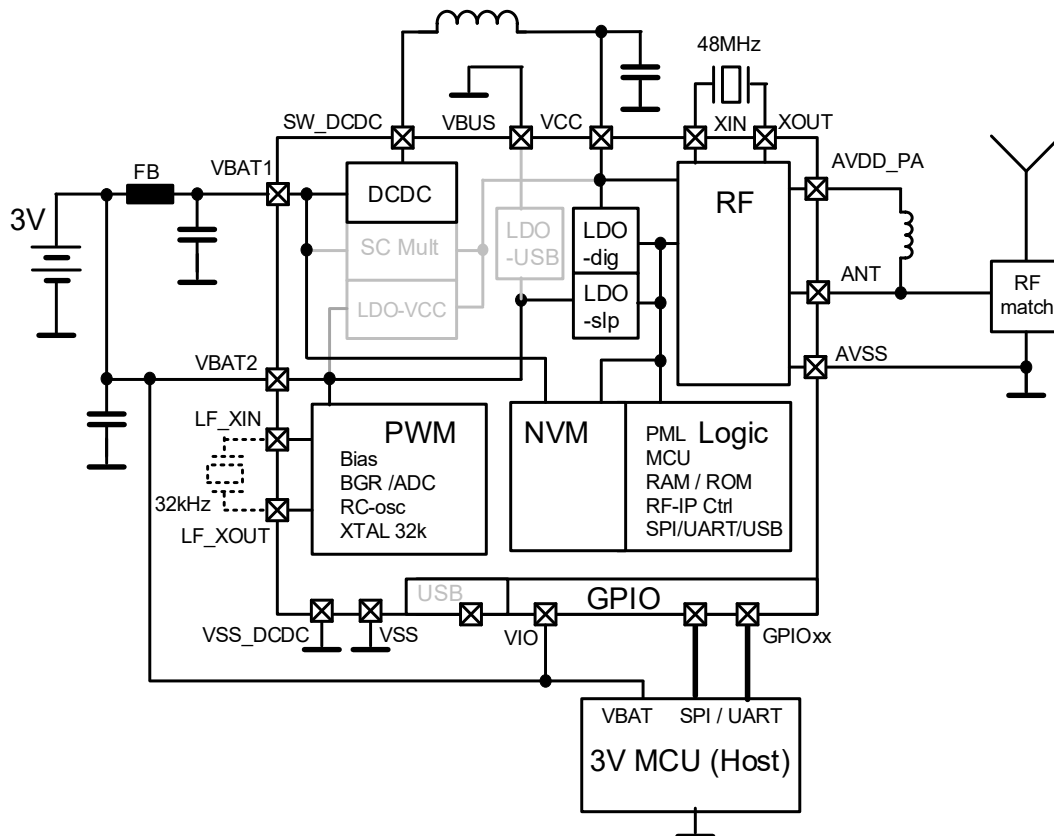 48MHz
SW_DCDC
VBUS
VCC
XIN
XOUT
VBAT1
AVDD_PA
FB
3V
DCDC
RF
SC Mult
LDO
-USB
LDO
-dig
LDO-VCC
LDO
-slp
ANT
RF
match
VBAT2
AVSS
LF_XIN
PWM
NVM
Logic
Bias
BGR /ADC
RC-osc
XTAL 32k
PML
MCU
RAM / ROM
RF-IP Ctrl
SPI/UART/USB
32kHz
LF_XOUT
USB
GPIO
VSS_DCDC
VSS
VIO
GPIOxx
VBAT
SPI / UART
3V MCU (Host)